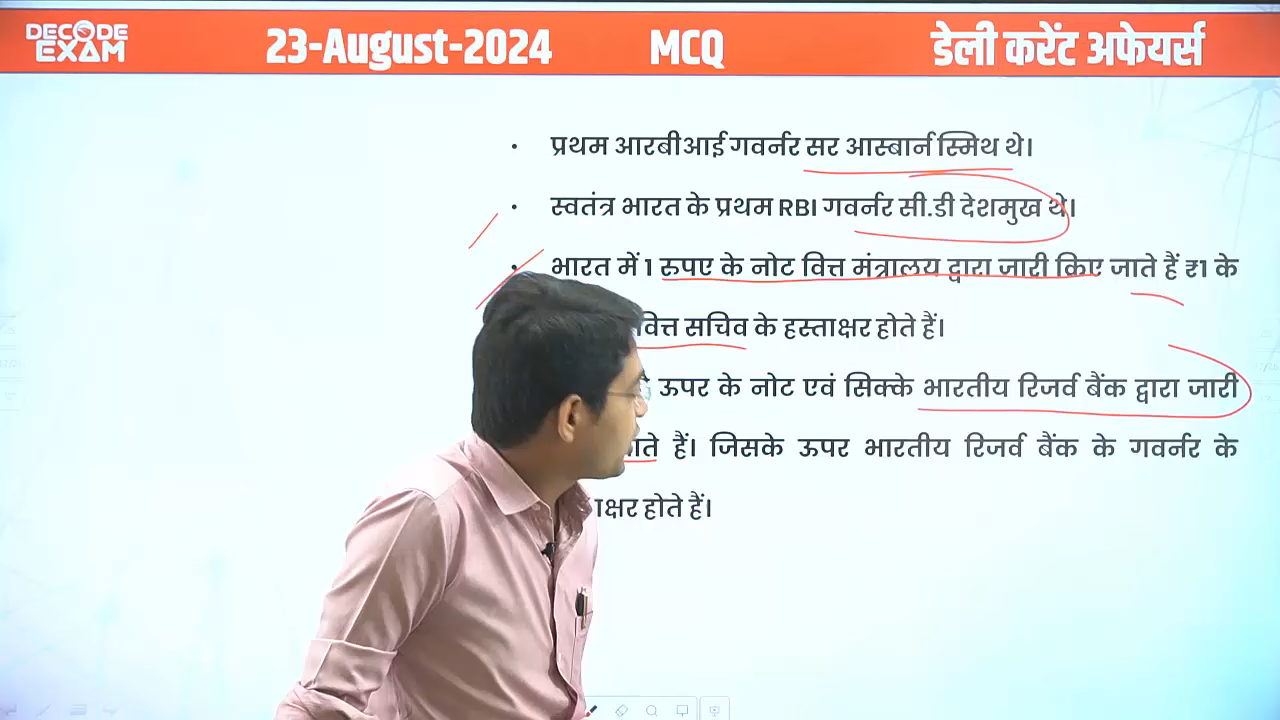 DECODE EXAM
23-August-2024 MCQ डेली करेंट अफेयर्स
• प्रथम आरबीआई गवर्नर सर आस्बार्न स्मिथ थे।
• स्वतंत्र भारत के प्रथम RBI गवर्नर सी.डी देशमुख थे।
• भारत में 1 रुपए के नोट वित्त मंत्रालय द्वारा जारी किए जाते हैं ₹1 के
वित्त सचिव के हस्ताक्षर होते हैं।
ऊपर के नोट एवं सिक्के भारतीय रिजर्व बैंक द्वारा जारी
हैं। जिसके ऊपर भारतीय रिजर्व बैंक के गवर्नर के
होते हैं।